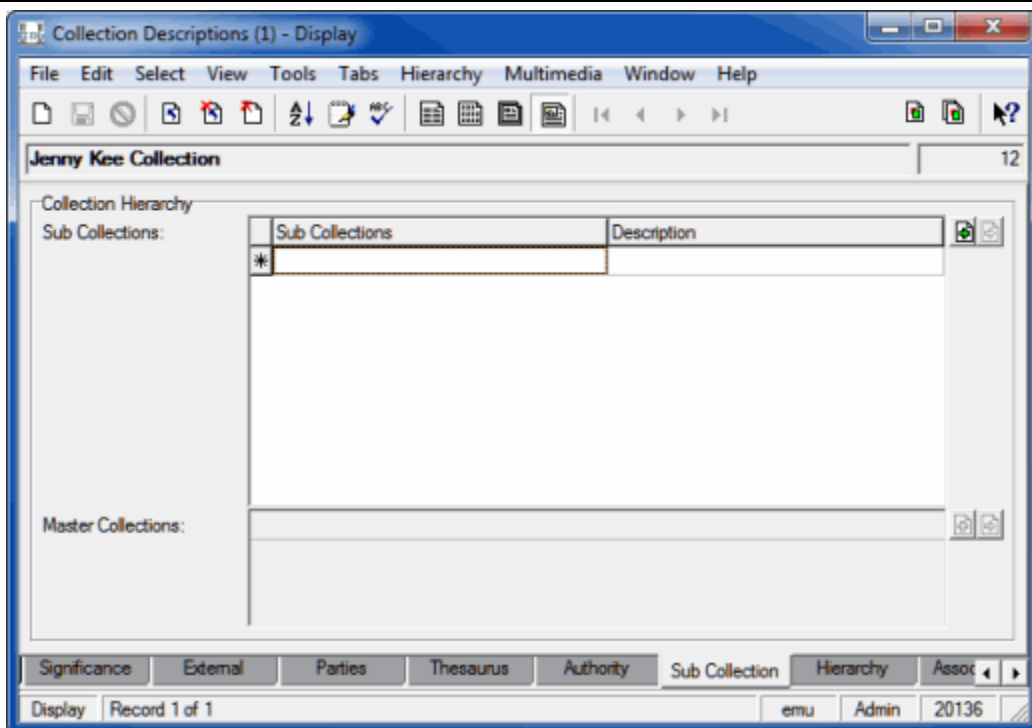 Collection Descriptions (1) - Display
File Edit Select View Tools Tabs Hierarchy Multimedia Window Help
Jenny Kee Collection 12
Collection Hierarchy
Sub Collections: Sub Collections Description
Master Collections:
Significance External Parties Thesaurus Authority Sub Collection Hierarchy Assoc
Display Record 1 of 1 emu Admin 20136